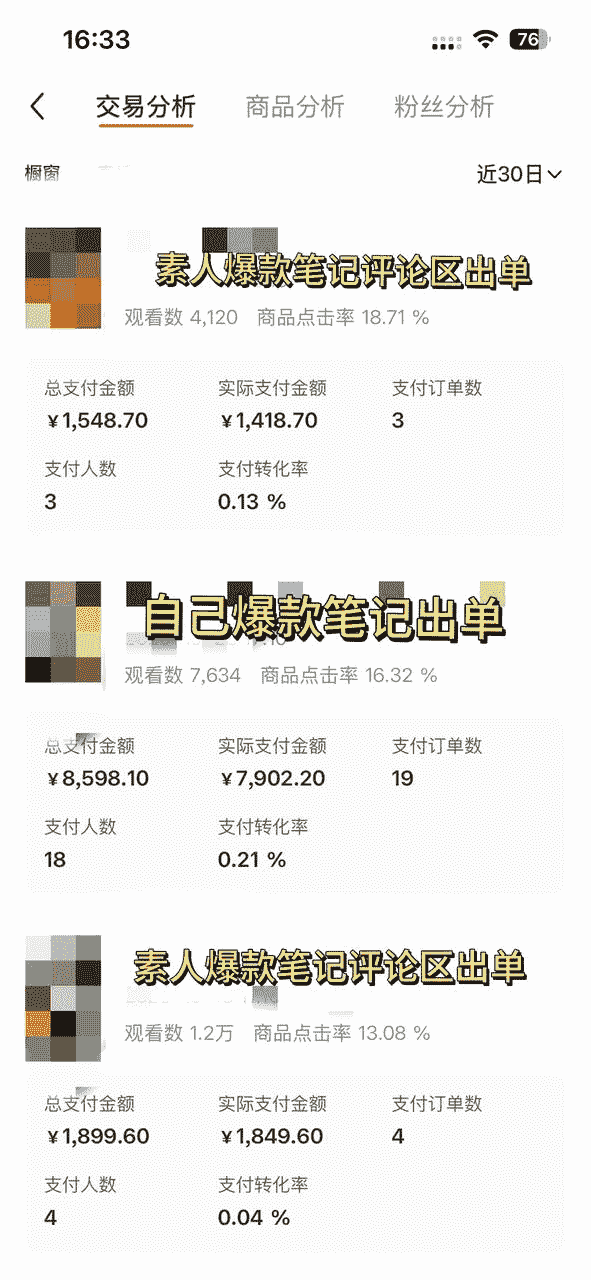 16:33
76
交易分析 商品分析 粉丝分析
橱窗
近30日
素人爆款笔记评论区出单
观看数 4,120 商品点击率 18.71 %
总支付金额 实际支付金额 支付订单数
¥1,548.70 ¥1,418.70 3
支付人数 支付转化率
3 0.13 %
自己爆款笔记出单
观看数 7,634 商品点击率 16.32 %
总支付金额 实际支付金额 支付订单数
¥8,598.10 ¥7,902.20 19
支付人数 支付转化率
18 0.21 %
素人爆款笔记评论区出单
观看数 1.2万 商品点击率 13.08 %
总支付金额 实际支付金额 支付订单数
¥1,899.60 ¥1,849.60 4
支付人数 支付转化率
4 0.04 %